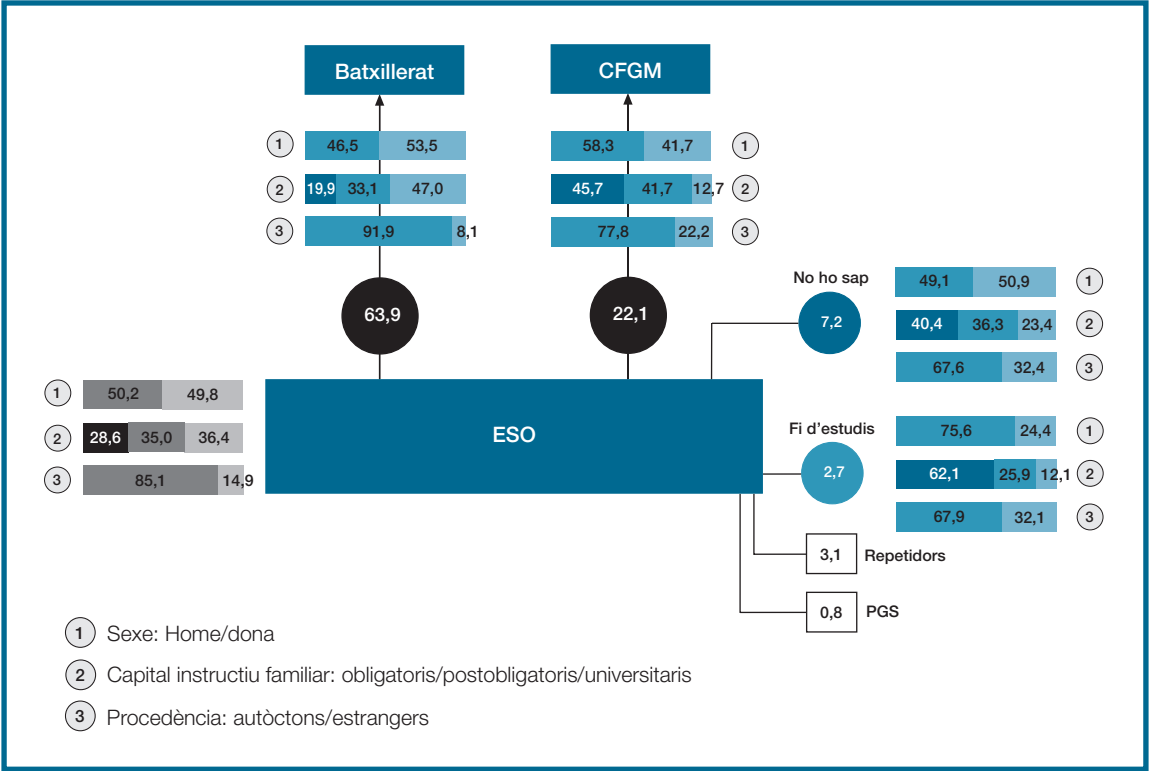 Batxillerat
CFGM
1 46,5 53,5
58,3 41,7 1
2 19,9 33,1 47,0
45,7 41,7 12,7 2
3 91,9 8,1
77,8 22,2 3
63,9
22,1
No ho sap
7,2
49,1 50,9 1
40,4 36,3 23,4 2
67,6 32,4 3
1 50,2 49,8
2 28,6 35,0 36,4
3 85,1 14,9
ESO
Fi d'estudis
2,7
75,6 24,4 1
62,1 25,9 12,1 2
67,9 32,1 3
3,1 Repetidors
0,8 PGS
1 Sexe: Home/dona
2 Capital instructiu familiar: obligatoris/postobligatoris/universitaris
3 Procedència: autòctons/estrangers